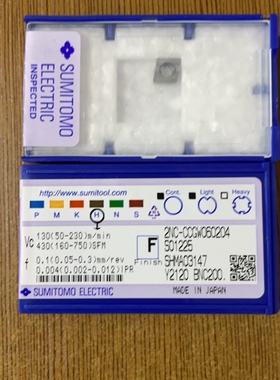 SUMITOMO
ELECTRIC
INSPECTED
http://www.sumitool.com
Cont.
Light
Heavy
P M K H N S
Vc 130(50-230)m/min
430(160-750)SFM
f 0.1(0.05-0.3)mm/rev
0.004(0.002-0.012)IPR
F
Finish
2NC-CCGW060204
S01225
5HMA03147
Y2120 BNC200.
SUMITOMO ELECTRIC
MADE IN JAPAN